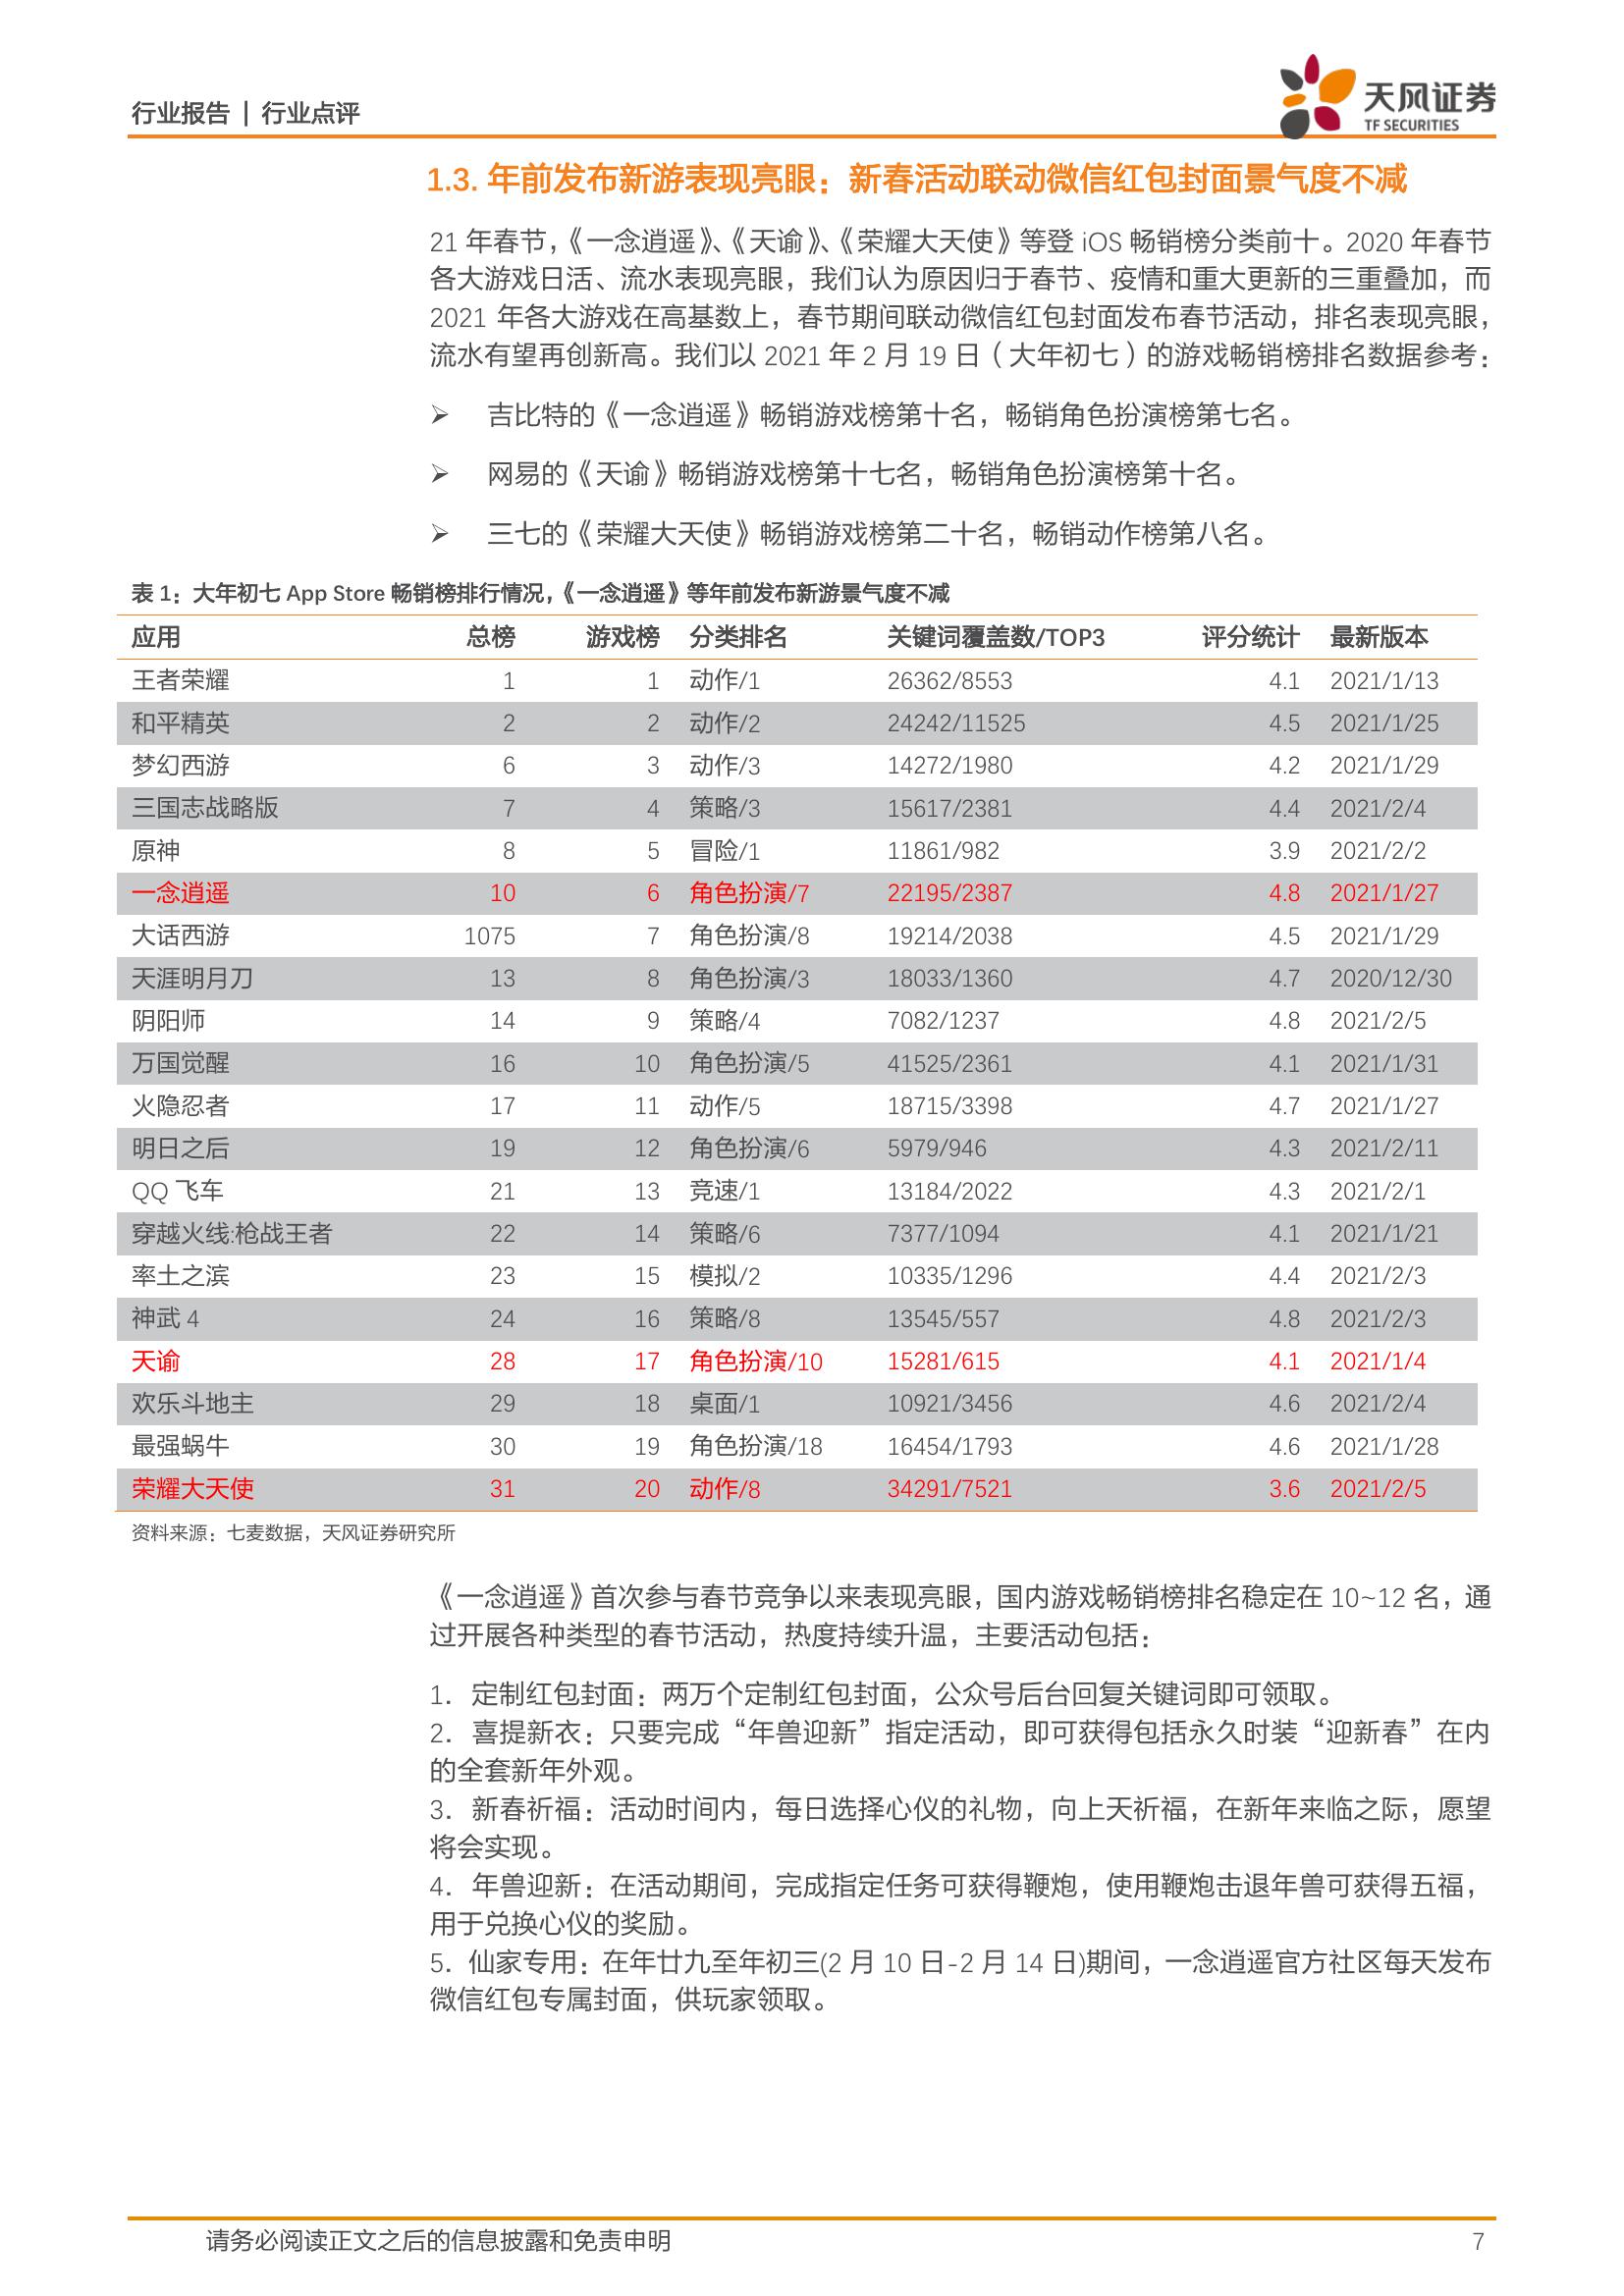 行业报告 | 行业点评
天风证券
TF SECURITIES
1.3. 年前发布新游表现亮眼：新春活动联动微信红包封面景气度不减
21 年春节，《一念逍遥》、《天谕》、《荣耀大天使》等登 iOS 畅销榜分类前十。2020 年春节
各大游戏日活、流水表现亮眼，我们认为原因归于春节、疫情和重大更新的三重叠加，而
2021 年各大游戏在高基数上，春节期间联动微信红包封面发布春节活动，排名表现亮眼，
流水有望再创新高。我们以 2021 年 2 月 19 日（大年初七）的游戏畅销榜排名数据参考：
➢ 吉比特的《一念逍遥》畅销游戏榜第十名，畅销角色扮演榜第七名。
➢ 网易的《天谕》畅销游戏榜第十七名，畅销角色扮演榜第十名。
➢ 三七的《荣耀大天使》畅销游戏榜第二十名，畅销动作榜第八名。
表 1：大年初七 App Store 畅销榜排行情况，《一念逍遥》等年前发布新游景气度不减
应用 总榜 游戏榜 分类排名 关键词覆盖数/TOP3 评分统计 最新版本
王者荣耀 1 1 动作/1 26362/8553 4.1 2021/1/13
和平精英 2 2 动作/2 24242/11525 4.5 2021/1/25
梦幻西游 6 3 动作/3 14272/1980 4.2 2021/1/29
三国志战略版 7 4 策略/3 15617/2381 4.4 2021/2/4
原神 8 5 冒险/1 11861/982 3.9 2021/2/2
一念逍遥 10 6 角色扮演/7 22195/2387 4.8 2021/1/27
大话西游 1075 7 角色扮演/8 19214/2038 4.5 2021/1/29
天涯明月刀 13 8 角色扮演/3 18033/1360 4.7 2020/12/30
阴阳师 14 9 策略/4 7082/1237 4.8 2021/2/5
万国觉醒 16 10 角色扮演/5 41525/2361 4.1 2021/1/31
火隐忍者 17 11 动作/5 18715/3398 4.7 2021/1/27
明日之后 19 12 角色扮演/6 5979/946 4.3 2021/2/11
QQ 飞车 21 13 竞速/1 13184/2022 4.3 2021/2/1
穿越火线:枪战王者 22 14 策略/6 7377/1094 4.1 2021/1/21
率土之滨 23 15 模拟/2 10335/1296 4.4 2021/2/3
神武 4 24 16 策略/8 13545/557 4.8 2021/2/3
天谕 28 17 角色扮演/10 15281/615 4.1 2021/1/4
欢乐斗地主 29 18 桌面/1 10921/3456 4.6 2021/2/4
最强蜗牛 30 19 角色扮演/18 16454/1793 4.6 2021/1/28
荣耀大天使 31 20 动作/8 34291/7521 3.6 2021/2/5
资料来源：七麦数据，天风证券研究所
《一念逍遥》首次参与春节竞争以来表现亮眼，国内游戏畅销榜排名稳定在 10~12 名，通
过开展各种类型的春节活动，热度持续升温，主要活动包括：
1. 定制红包封面：两万个定制红包封面，公众号后台回复关键词即可领取。
2. 喜提新衣：只要完成“年兽迎新”指定活动，即可获得包括永久时装“迎新春”在内
的全套新年外观。
3. 新春祈福：活动时间内，每日选择心仪的礼物，向上天祈福，在新年来临之际，愿望
将会实现。
4. 年兽迎新：在活动期间，完成指定任务可获得鞭炮，使用鞭炮击退年兽可获得五福，
用于兑换心仪的奖励。
5. 仙家专用：在年廿九至年初三(2 月 10 日-2 月 14 日)期间，一念逍遥官方社区每天发布
微信红包专属封面，供玩家领取。
请务必阅读正文之后的信息披露和免责申明 7